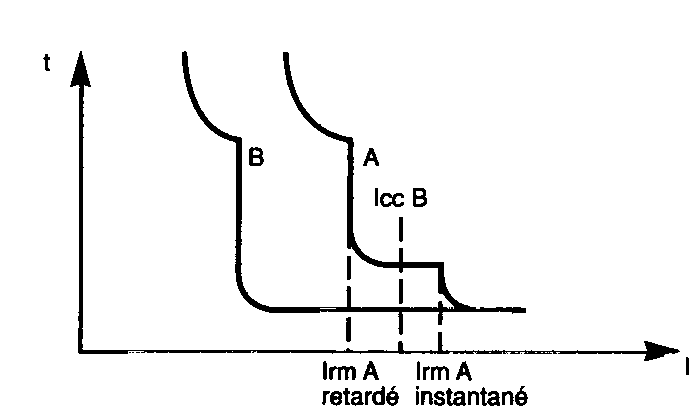 t
B
A
Icc B
I
Irm A
retardé
Irm A
instantané